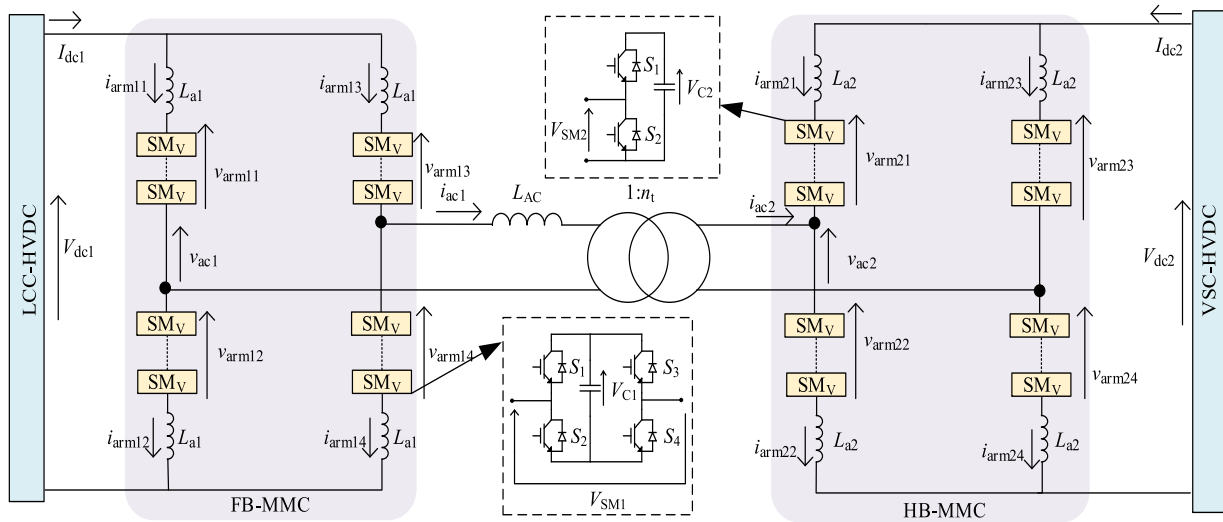 LCC-HVDC
I_dc1
V_dc1
i_arm11
L_a1
SM_V
SM_V
v_arm11
i_arm13
L_a1
SM_V
SM_V
v_arm13
v_ac1
SM_V
SM_V
v_arm12
i_arm12
L_a1
SM_V
SM_V
v_arm14
i_arm14
L_a1
FB-MMC
i_ac1
L_AC
1:n_t
i_ac2
S_1
S_2
V_C2
V_SM2
S_1
S_2
V_C1
S_3
S_4
V_SM1
i_arm21
L_a2
SM_V
SM_V
v_arm21
i_arm23
L_a2
SM_V
SM_V
v_arm23
v_ac2
SM_V
SM_V
v_arm22
i_arm22
L_a2
SM_V
SM_V
v_arm24
i_arm24
L_a2
HB-MMC
I_dc2
V_dc2
VSC-HVDC